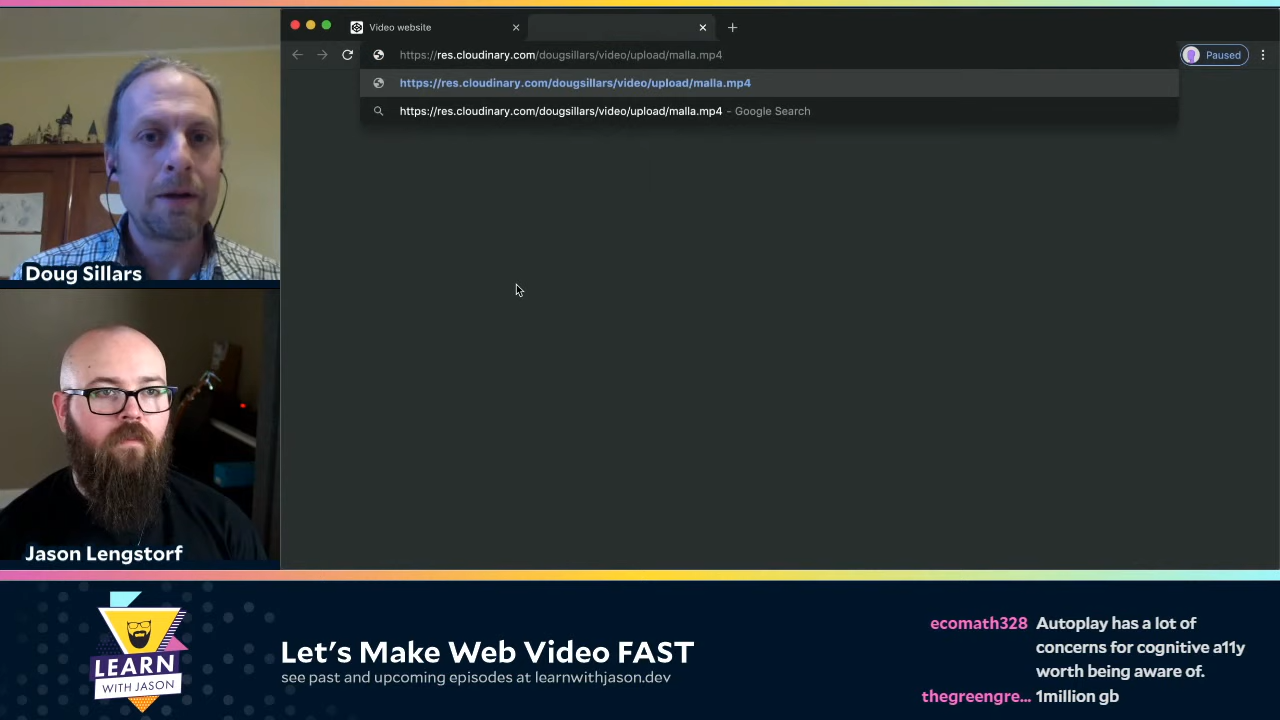 Video website
https://res.cloudinary.com/dougsillars/video/upload/malla.mp4
Paused
https://res.cloudinary.com/dougsillars/video/upload/malla.mp4
https://res.cloudinary.com/dougsillars/video/upload/malla.mp4 – Google Search
Doug Sillars
Jason Lengstorf
LEARN
WITH JASON
Let's Make Web Video FAST
see past and upcoming episodes at learnwithjason.dev
ecomath328 Autoplay has a lot of
concerns for cognitive a11y
worth being aware of.
thegreengre... 1million gb